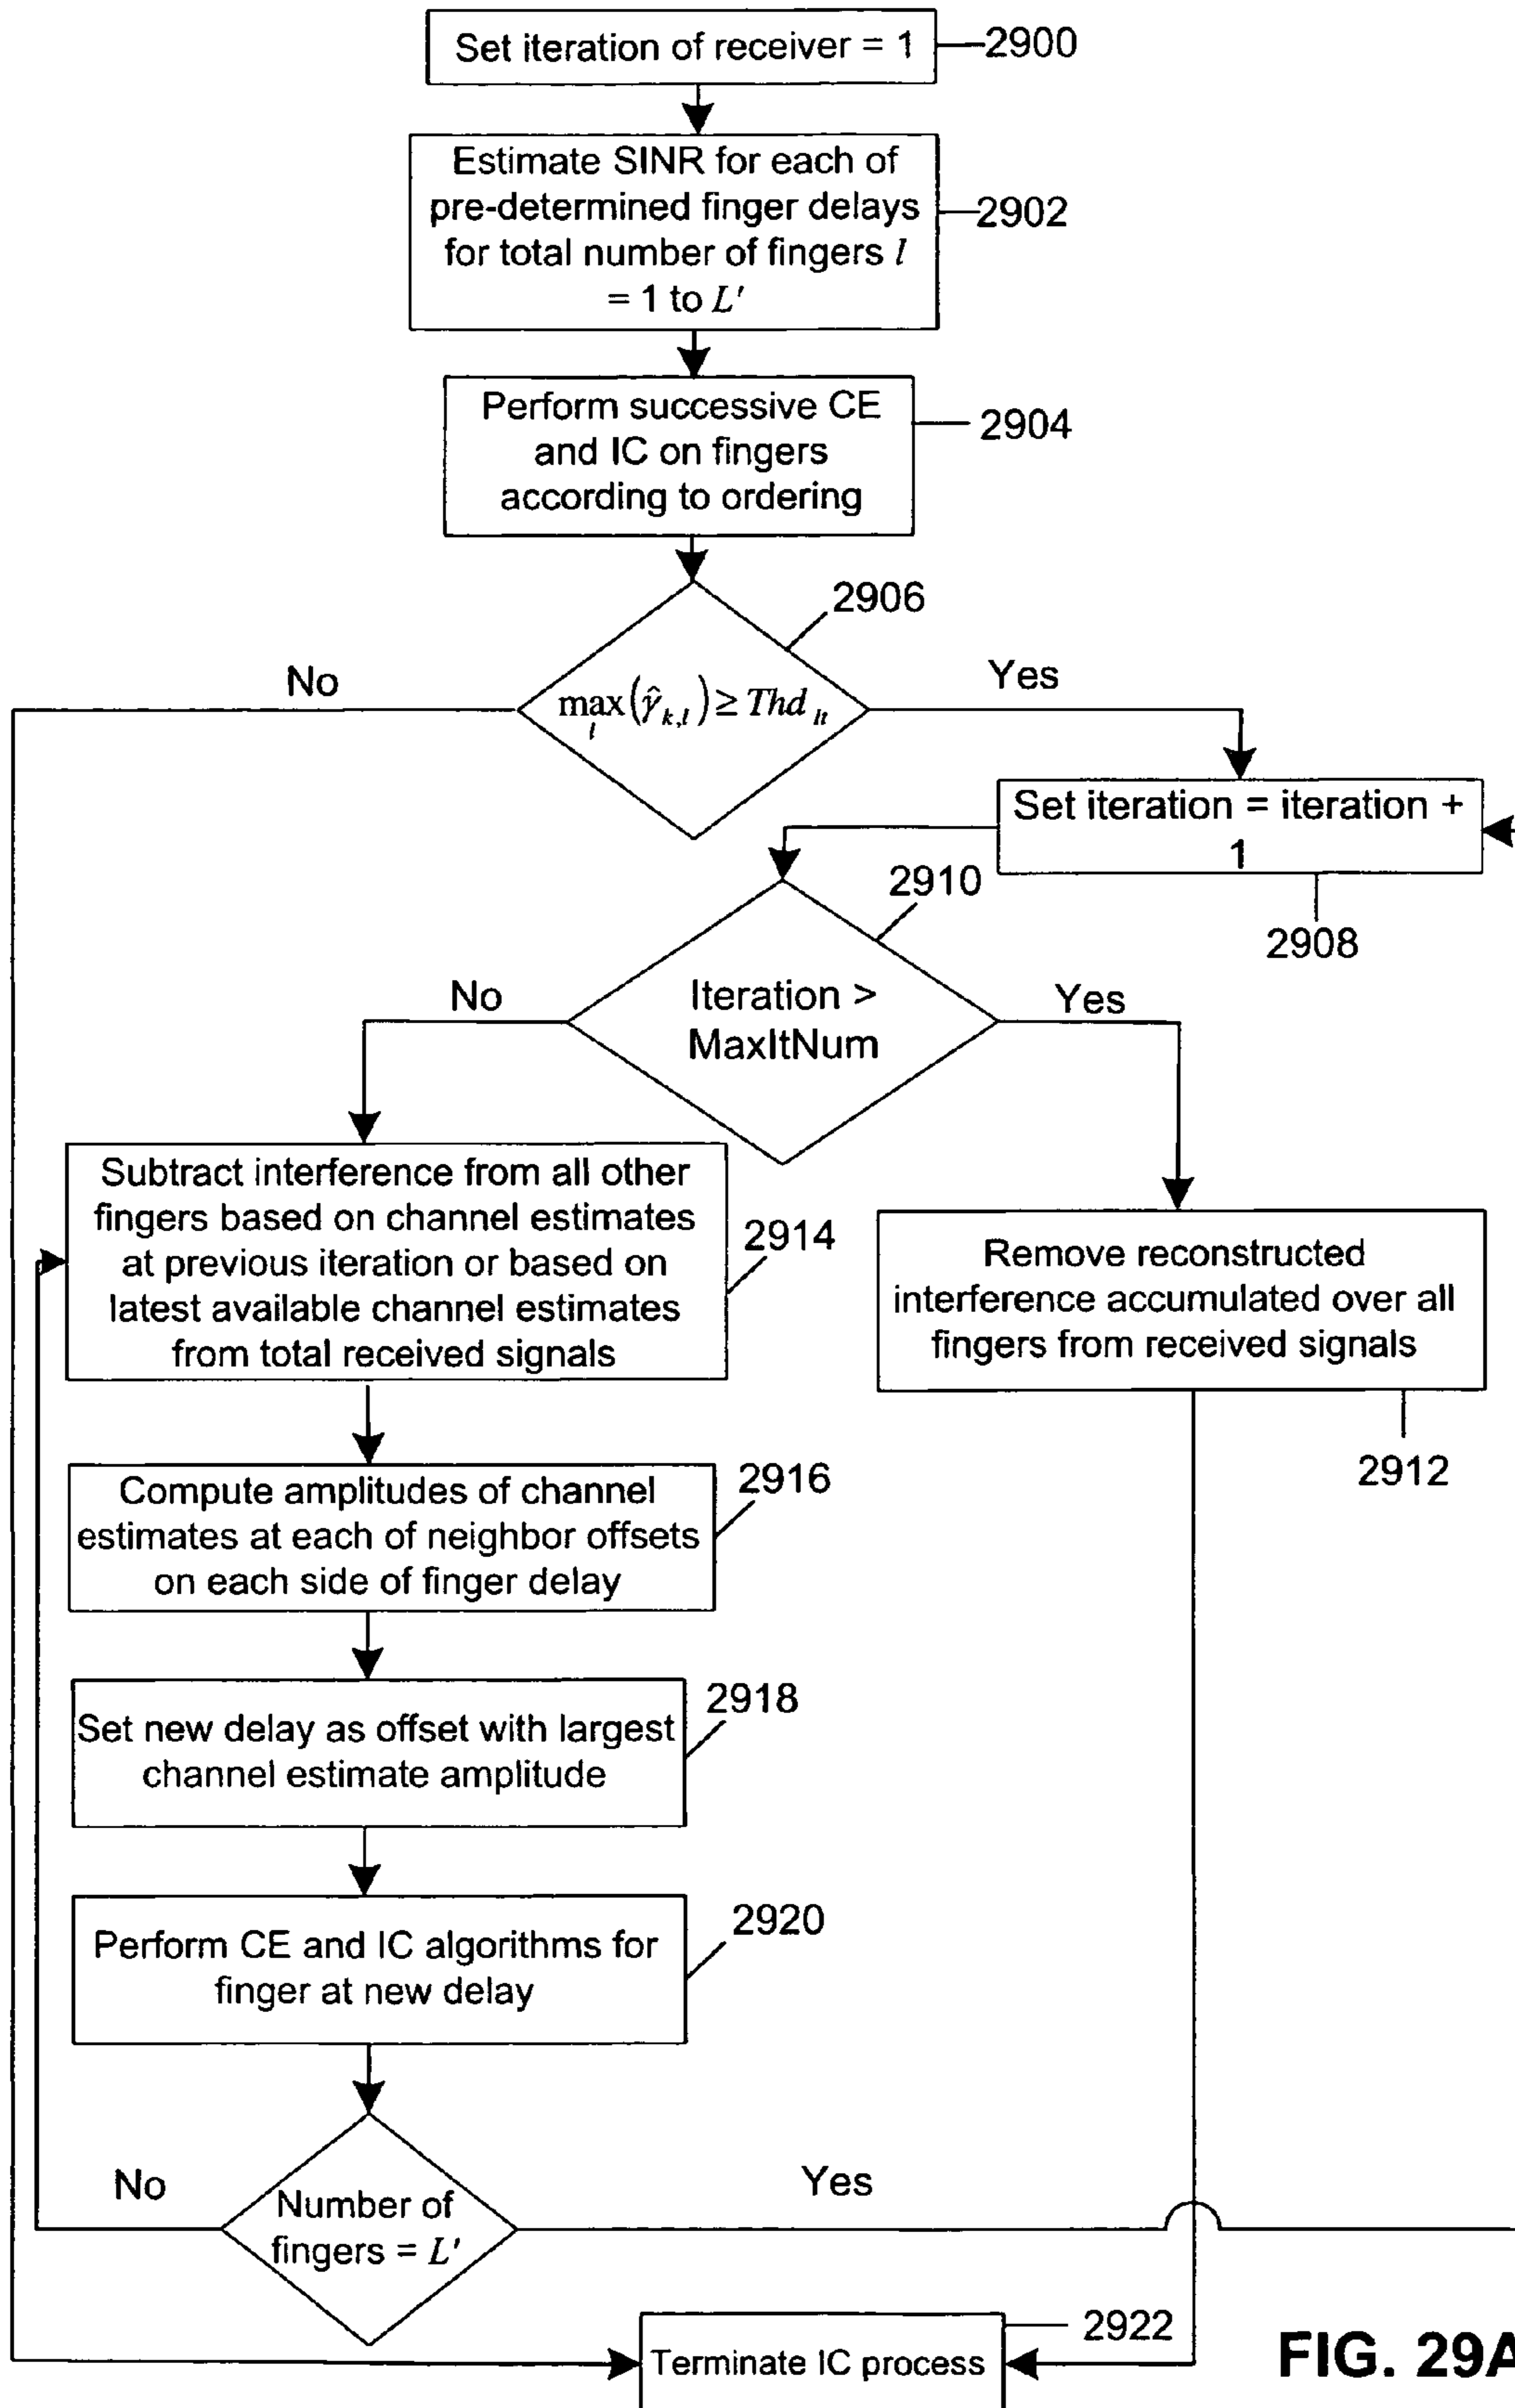 Set iteration of receiver = 1
2900
Estimate SINR for each of
pre-determined finger delays
for total number of fingers l
= 1 to L'
2902
Perform successive CE
and IC on fingers
according to ordering
2904
2906
No
Yes
max_l(γ̂_{k,l}) ≥ Thd_{It}
Set iteration = iteration +
1
2908
2910
No
Yes
Iteration >
MaxItNum
Subtract interference from all other
fingers based on channel estimates
at previous iteration or based on
latest available channel estimates
from total received signals
2914
Remove reconstructed
interference accumulated over all
fingers from received signals
2912
Compute amplitudes of channel
estimates at each of neighbor offsets
on each side of finger delay
2916
Set new delay as offset with largest
channel estimate amplitude
2918
Perform CE and IC algorithms for
finger at new delay
2920
No
Yes
Number of
fingers = L'
Terminate IC process
2922
FIG. 29A